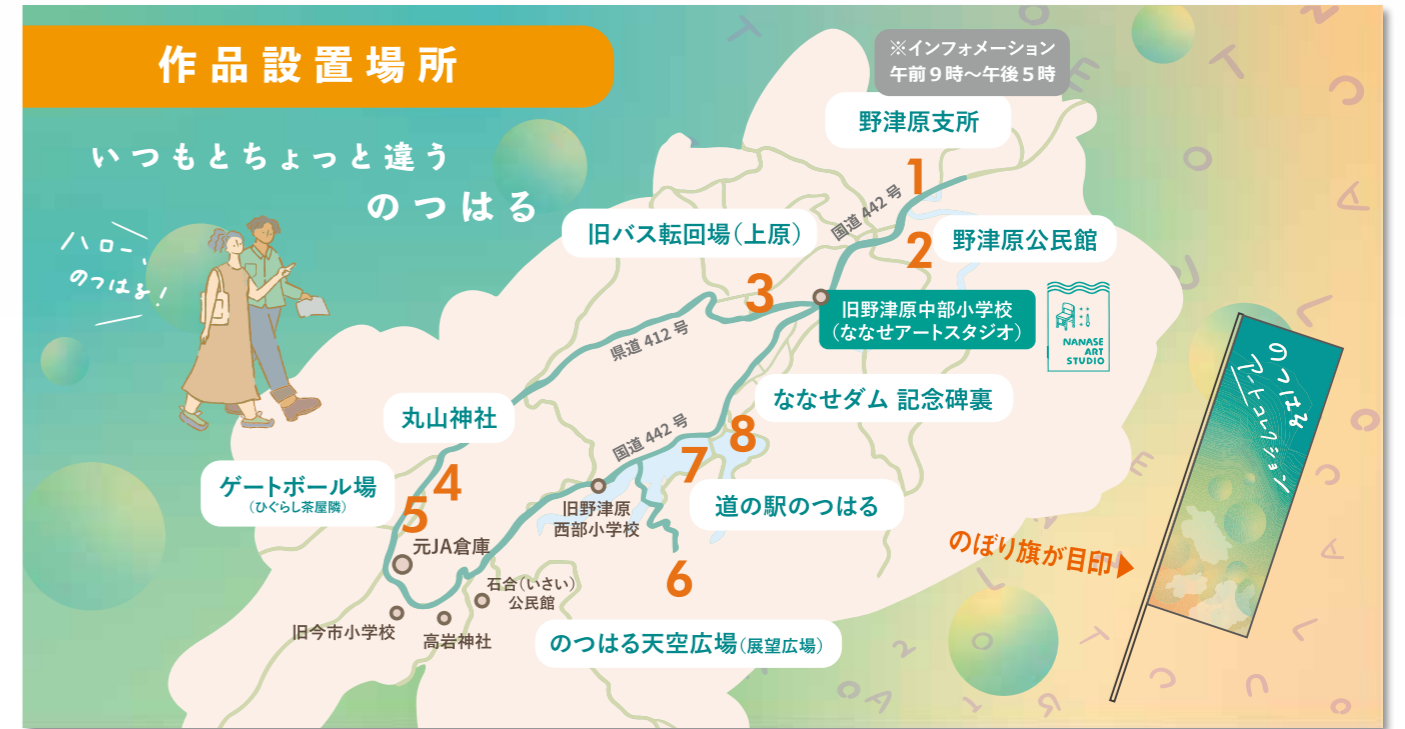 作品設置場所
いつもとちょっと違う
のつはる
ハロー、
のつはる！
※インフォメーション
午前９時～午後５時
野津原支所
1
国道 442 号
2
野津原公民館
旧バス転回場（上原）
3
旧野津原中部小学校
（ななせアートスタジオ）
NANASE
ART
STUDIO
県道 412 号
ななせダム 記念碑裏
8
国道 442 号
7
道の駅のつはる
丸山神社
4
ゲートボール場
（ひぐらし茶屋隣）
5
元JA倉庫
旧野津原
西部小学校
6
のつはる天空広場（展望広場）
石合（いさい）
公民館
旧今市小学校
高岩神社
のぼり旗が目印▶
のつはる
アートコレクション